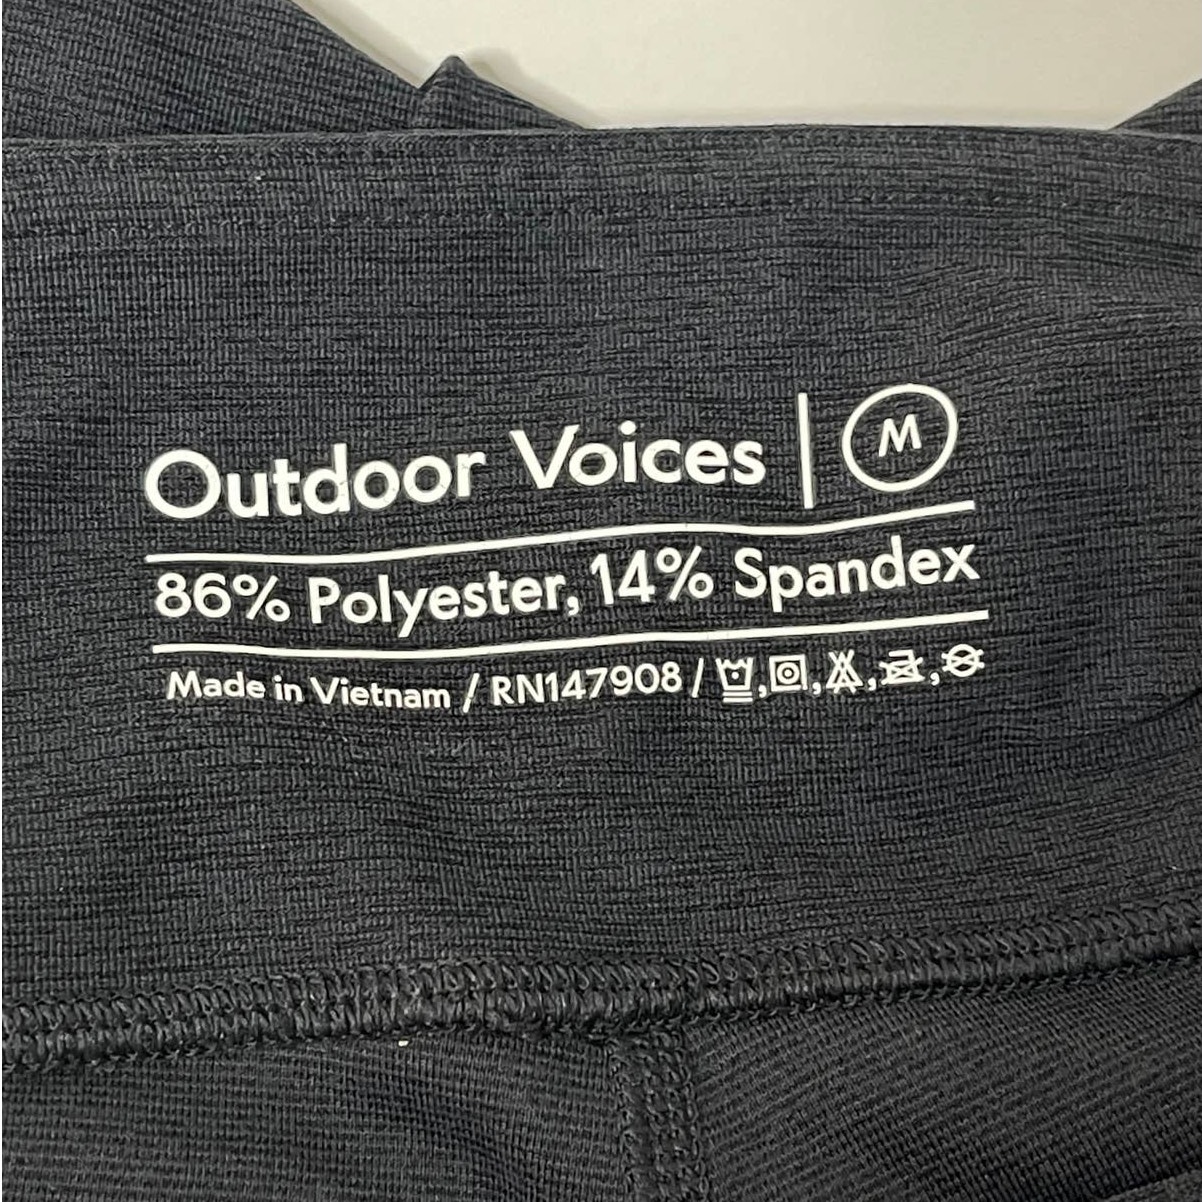 Outdoor Voices | M
86% Polyester, 14% Spandex
Made in Vietnam / RN147908 /